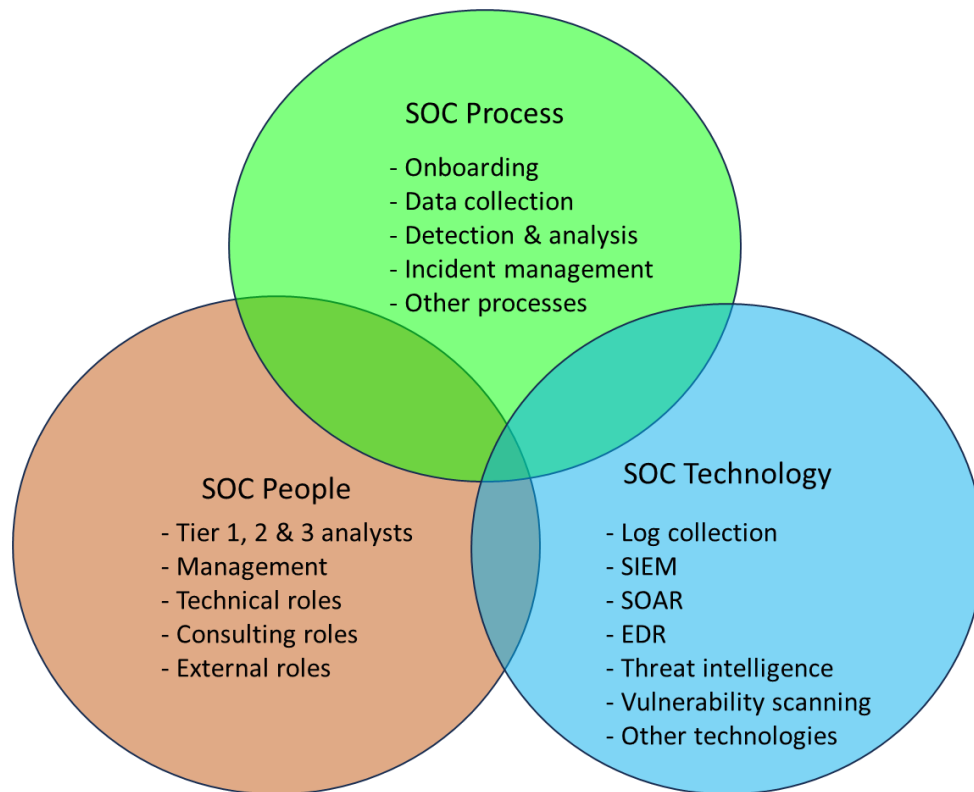 SOC Process
- Onboarding
- Data collection
- Detection & analysis
- Incident management
- Other processes
SOC People
- Tier 1, 2 & 3 analysts
- Management
- Technical roles
- Consulting roles
- External roles
SOC Technology
- Log collection
- SIEM
- SOAR
- EDR
- Threat intelligence
- Vulnerability scanning
- Other technologies